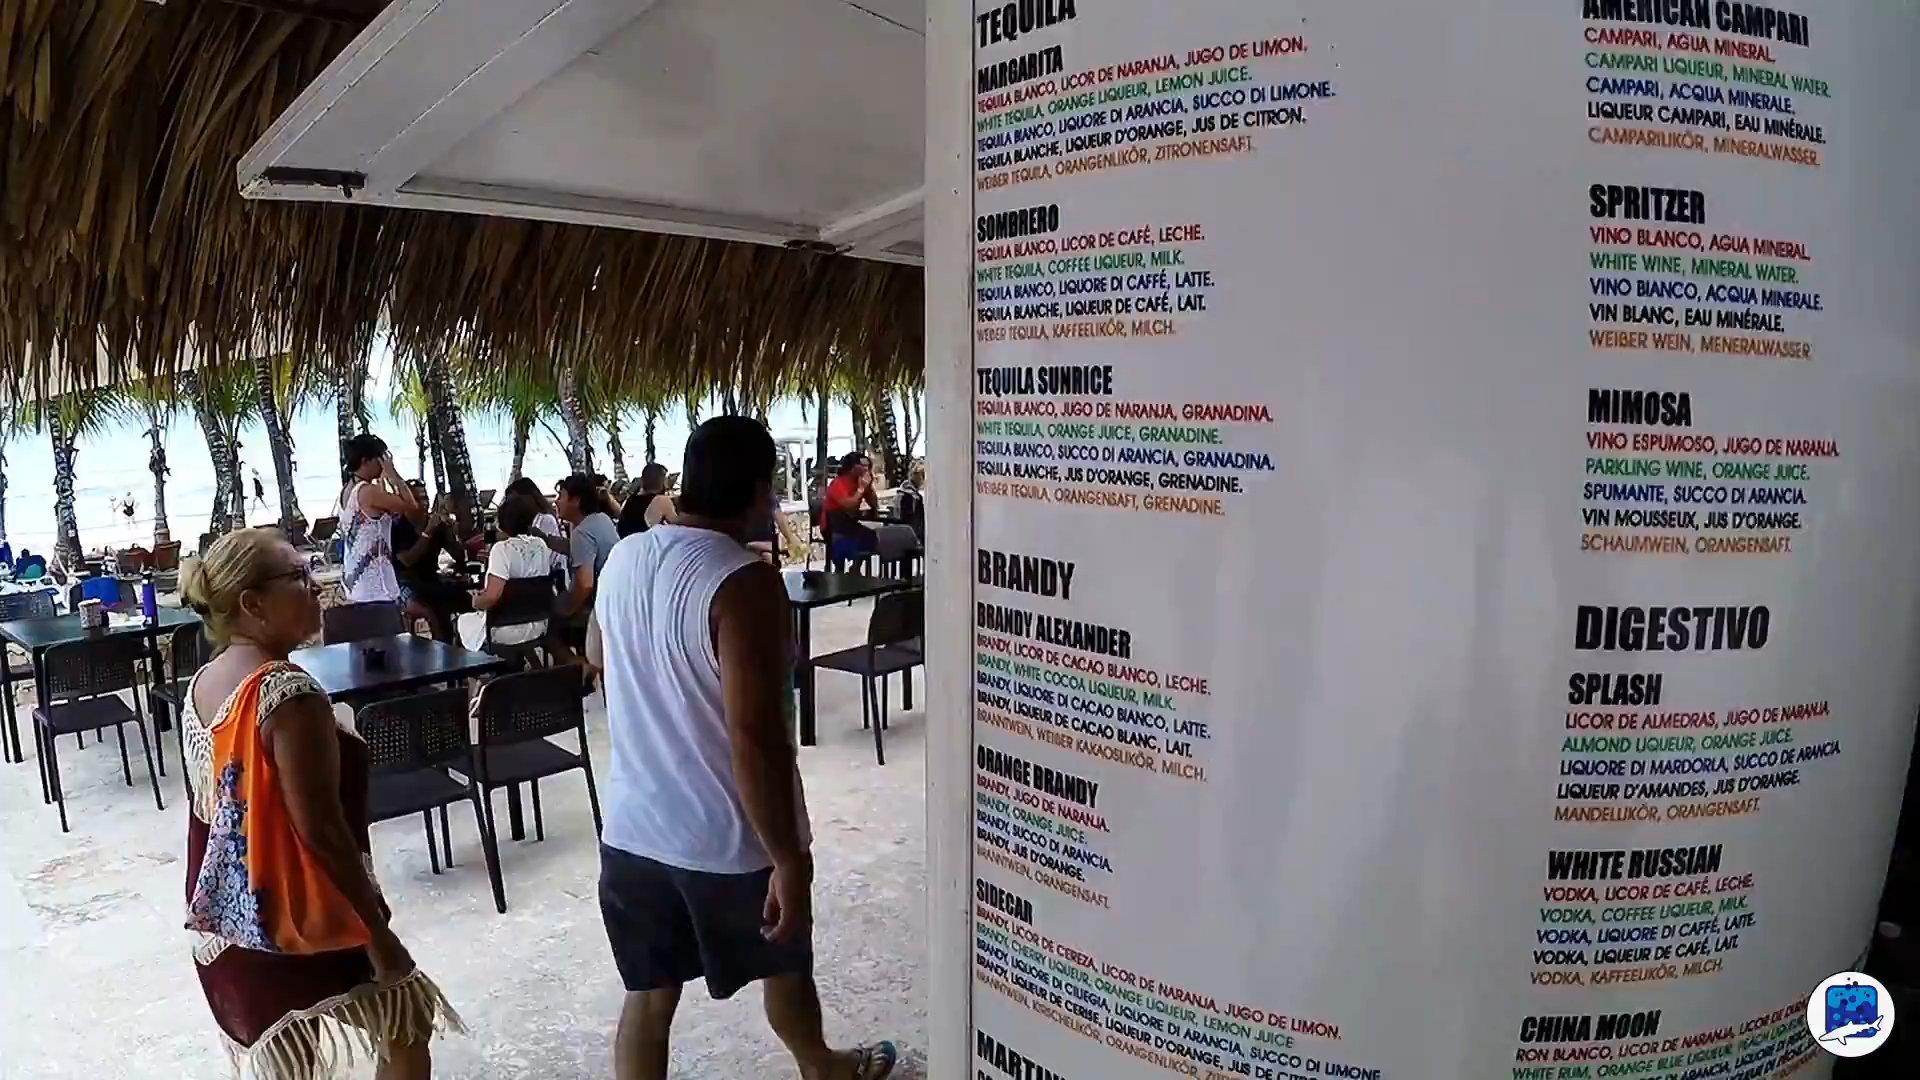 TEQUILA
MARGARITA
TEQUILA BLANCO, LICOR DE NARANJA, JUGO DE LIMON.
WHITE TEQUILA, ORANGE LIQUEUR, LEMON JUICE.
TEQUILA BIANCO, LIQUORE DI ARANCIA, SUCCO DI LIMONE.
TEQUILA BLANCHE, LIQUEUR D'ORANGE, JUS DE CITRON.
WEIßER TEQUILA, ORANGENLIKÖR, ZITRONENSAFT.
SOMBRERO
TEQUILA BLANCO, LICOR DE CAFÉ, LECHE.
WHITE TEQUILA, COFFEE LIQUEUR, MILK.
TEQUILA BIANCO, LIQUORE DI CAFFÉ, LATTE.
TEQUILA BLANCHE, LIQUEUR DE CAFÉ, LAIT.
WEIßER TEQUILA, KAFFEELIKÖR, MILCH.
TEQUILA SUNRICE
TEQUILA BLANCO, JUGO DE NARANJA, GRANADINA.
WHITE TEQUILA, ORANGE JUICE, GRANADINE.
TEQUILA BIANCO, SUCCO DI ARANCIA, GRANADINA.
TEQUILA BLANCHE, JUS D'ORANGE, GRENADINE.
WEIßER TEQUILA, ORANGENSAFT, GRENADINE.
BRANDY
BRANDY ALEXANDER
BRANDY, LICOR DE CACAO BLANCO, LECHE.
BRANDY, WHITE COCOA LIQUEUR, MILK.
BRANDY, LIQUORE DI CACAO BIANCO, LATTE.
BRANDY, LIQUEUR DE CACAO BLANC, LAIT.
BRANNTWEIN, WEIßER KAKAOSLIKÖR, MILCH.
ORANGE BRANDY
BRANDY, JUGO DE NARANJA.
BRANDY, ORANGE JUICE.
BRANDY, SUCCO DI ARANCIA.
BRANDY, JUS D'ORANGE.
BRANNTWEIN, ORANGENSAFT.
SIDECAR
BRANDY, LICOR DE CEREZA, LICOR DE NARANJA, JUGO DE LIMON.
BRANDY, CHERRY LIQUEUR, ORANGE LIQUEUR, LEMON JUICE
BRANDY, LIQUORE DI CILIEGIA, LIQUORE DI ARANCIA, SUCCO DI LIMONE
BRANDY, LIQUEUR DE CERISE, LIQUEUR D'ORANGE, JUS DE
BRANNTWEIN, KIRSCHELIKÖR, ORANGENLIKÖR,
AMERICAN CAMPARI
CAMPARI, AGUA MINERAL.
CAMPARI LIQUEUR, MINERAL WATER.
CAMPARI, ACQUA MINERALE.
LIQUEUR CAMPARI, EAU MINÉRALE.
CAMPARILIKÖR, MINERALWASSER.
SPRITZER
VINO BLANCO, AGUA MINERAL.
WHITE WINE, MINERAL WATER.
VINO BIANCO, ACQUA MINERALE.
VIN BLANC, EAU MINÉRALE.
WEIßER WEIN, MENERALWASSER
MIMOSA
VINO ESPUMOSO, JUGO DE NARANJA.
PARKLING WINE, ORANGE JUICE.
SPUMANTE, SUCCO DI ARANCIA.
VIN MOUSSEUX, JUS D'ORANGE.
SCHAUMWEIN, ORANGENSAFT.
DIGESTIVO
SPLASH
LICOR DE ALMEDRAS, JUGO DE NARANJA.
ALMOND LIQUEUR, ORANGE JUICE.
LIQUORE DI MARDORLA, SUCCO DE ARANCIA
LIQUEUR D'AMANDES, JUS D'ORANGE.
MANDELLIKÖR, ORANGENSAFT.
WHITE RUSSIAN
VODKA, LICOR DE CAFÉ, LECHE.
VODKA, COFFEE LIQUEUR, MILK.
VODKA, LIQUORE DI CAFFÉ, LAITE.
VODKA, LIQUEUR DE CAFÉ, LAIT.
VODKA, KAFFEELIKÖR, MILCH.
CHINA MOON
RON BLANCO, LICOR DE NARANJA, LICOR DE
WHITE RUM, ORANGE BLUE LIQUEUR, PEACH